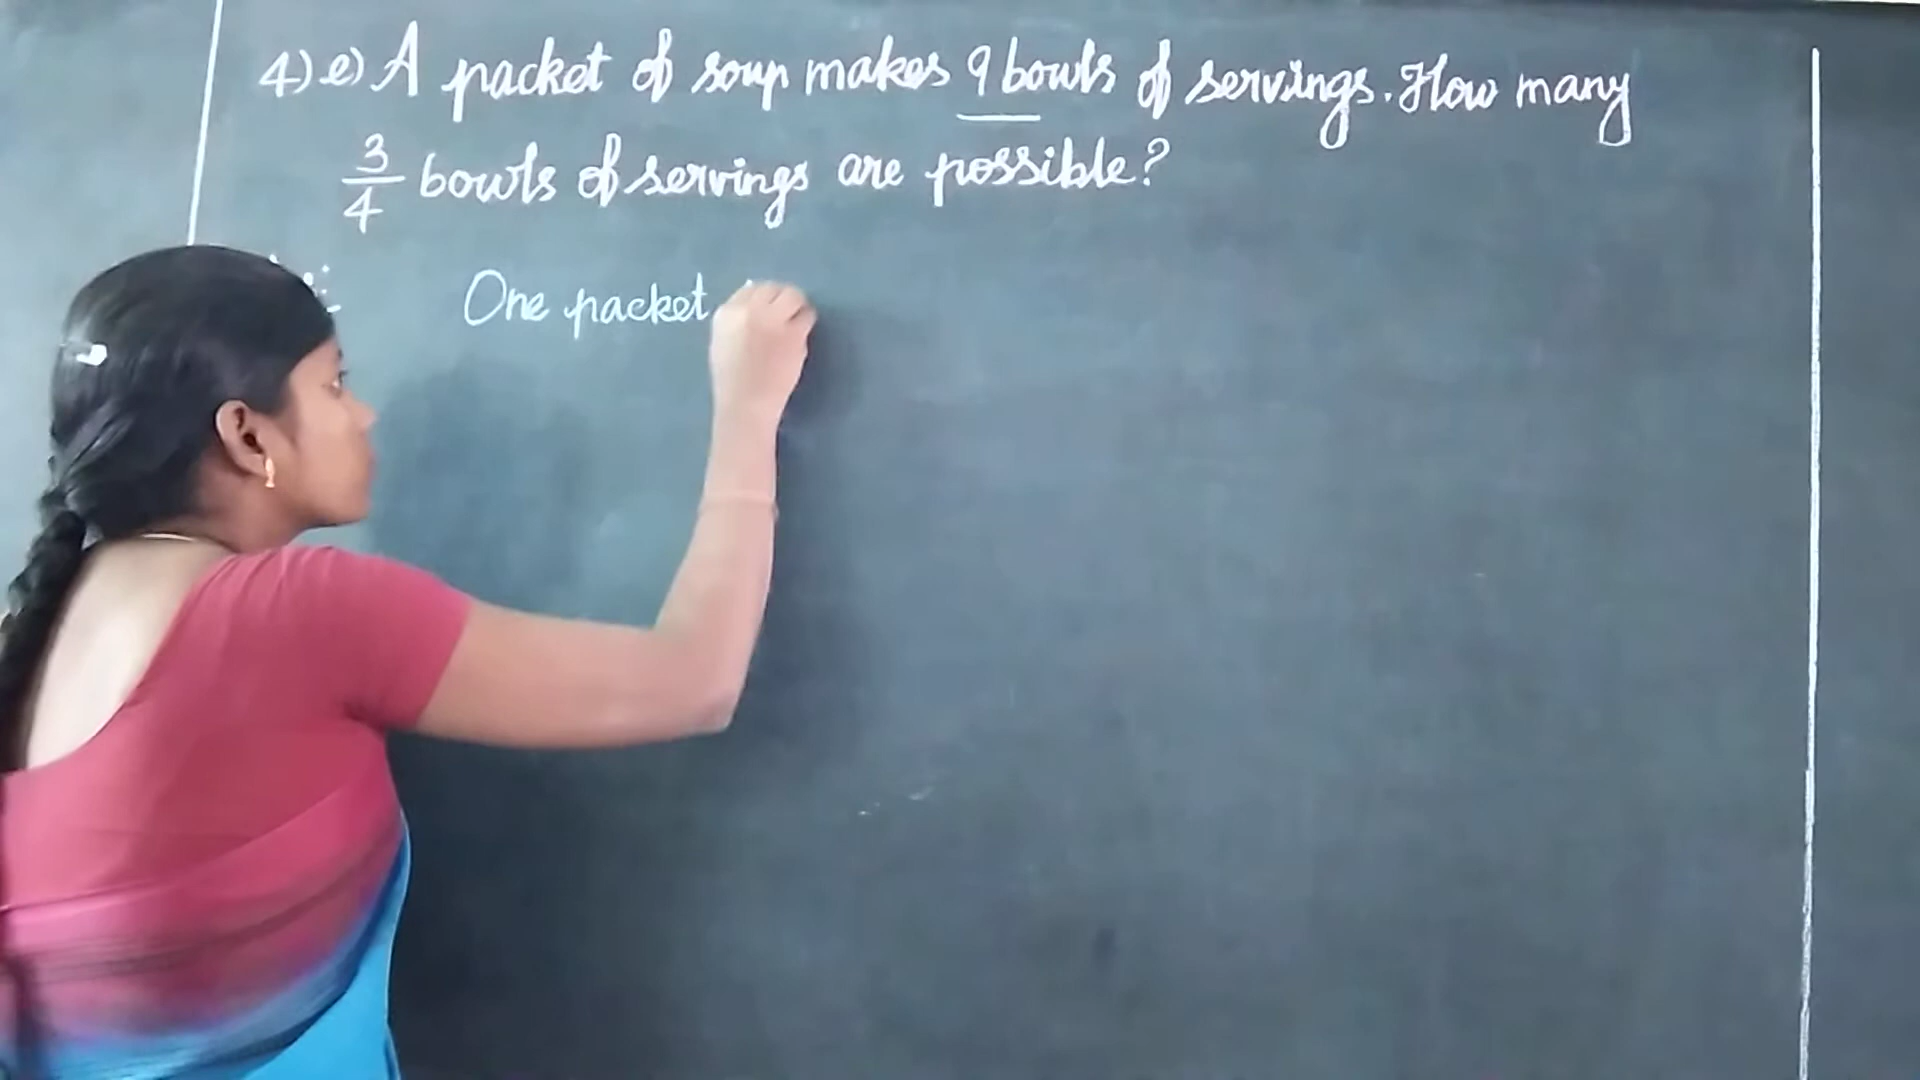 4) e) A packet of soup makes 9 bowls of servings. How many
3/4 bowls of servings are possible?
One packet